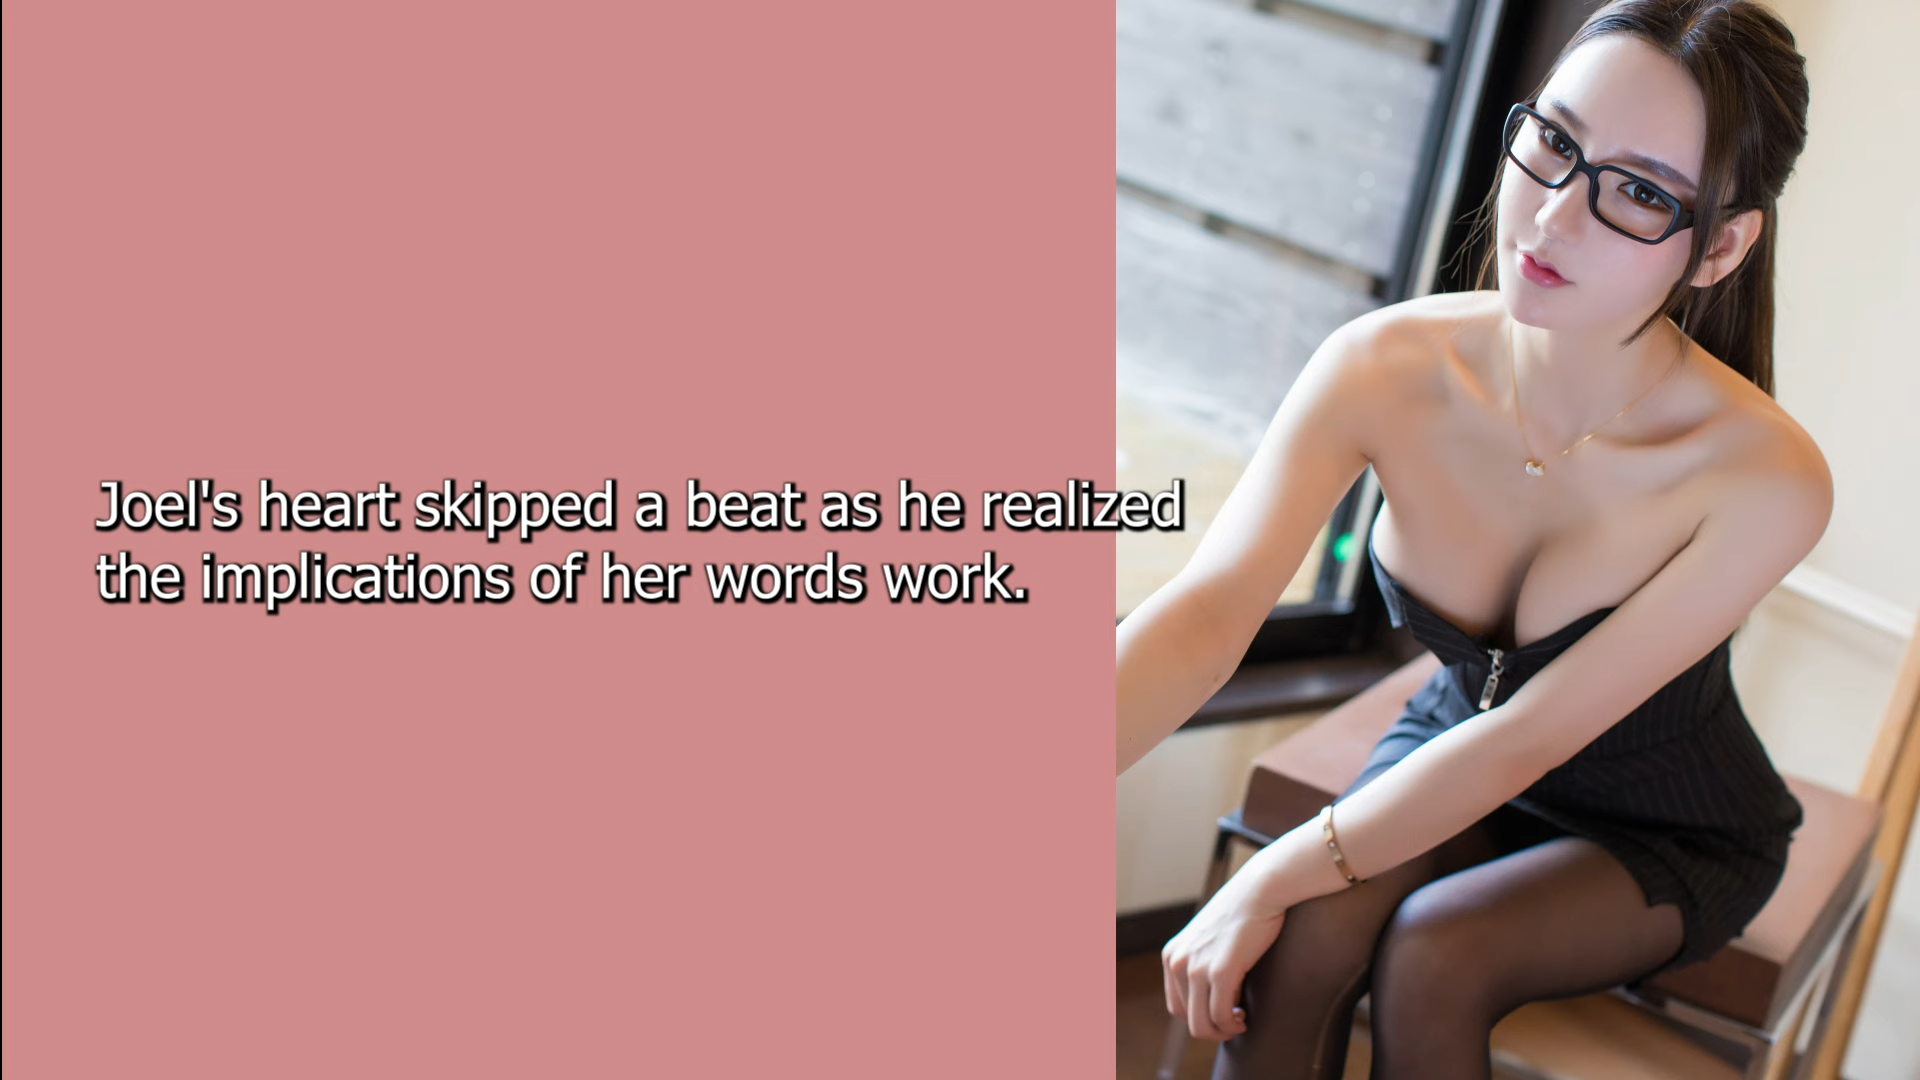 Joel's heart skipped a beat as he realized
the implications of her words work.